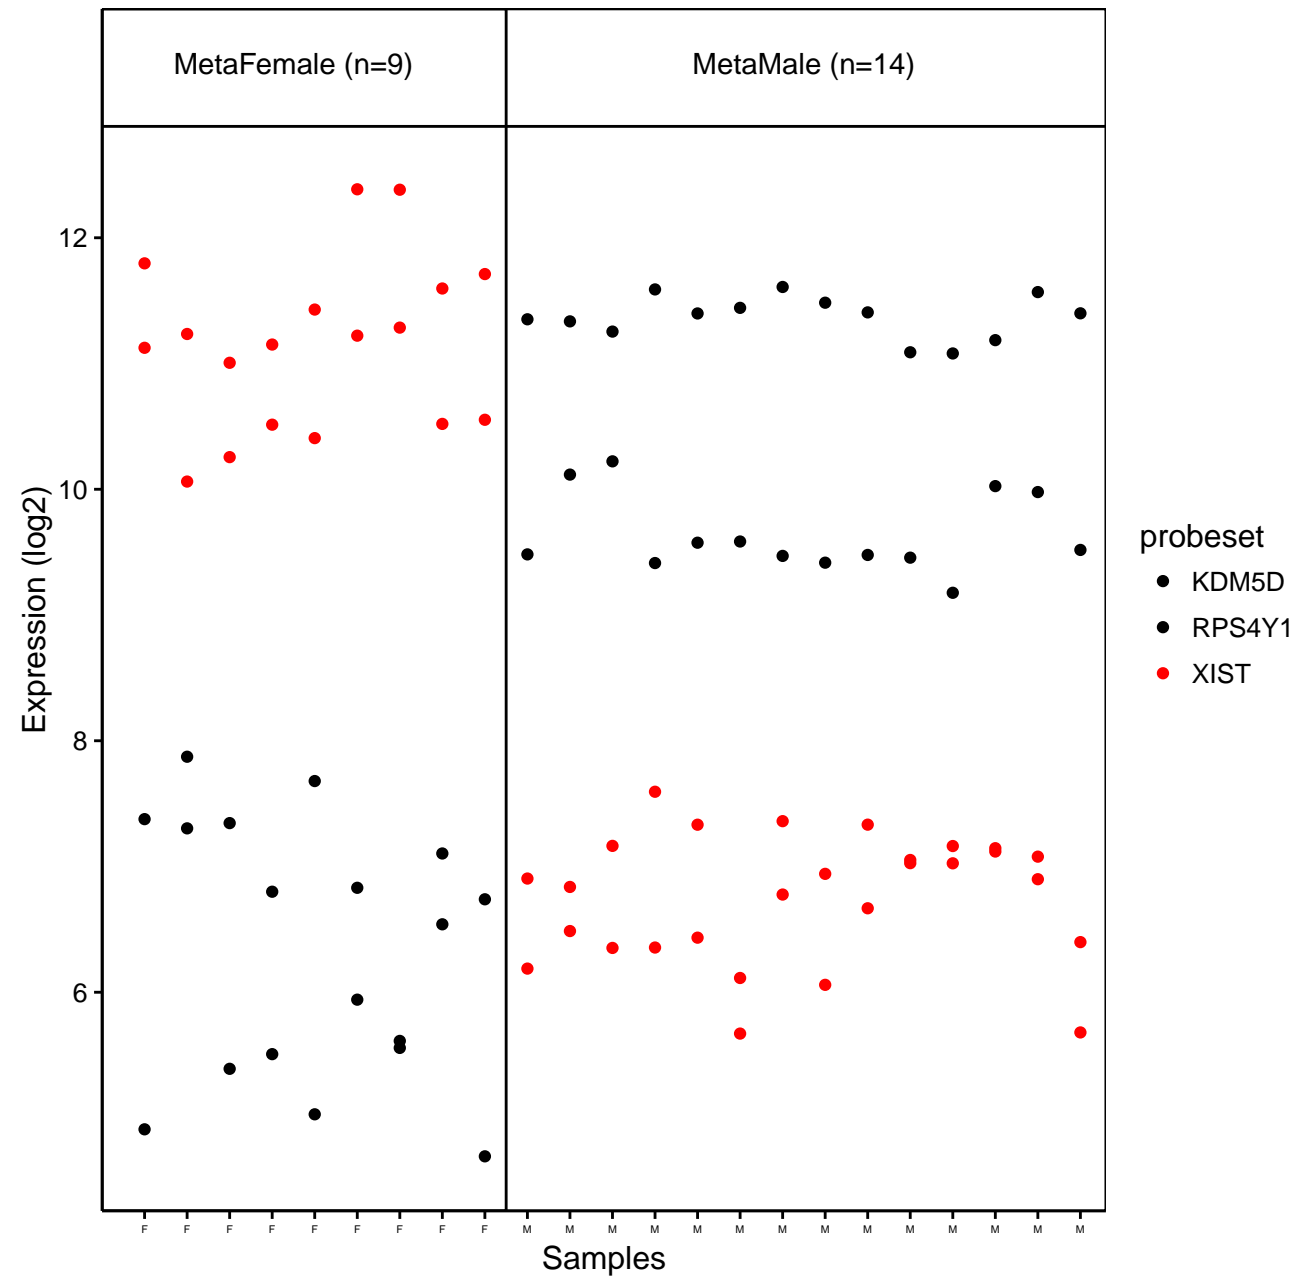 MetaFemale (n=9)
MetaMale (n=14)
Expression (log2)
12
10
8
6
F F F F F F F F F M M M M M M M M M M M M M M
Samples
probeset
KDM5D
RPS4Y1
XIST